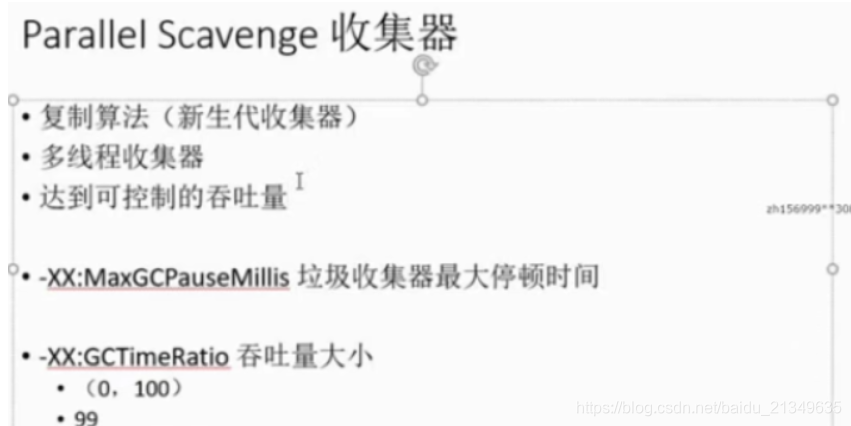 Parallel Scavenge 收集器
• 复制算法（新生代收集器）
• 多线程收集器
• 达到可控制的吞吐量
zh156999**30
• -XX:MaxGCPauseMillis 垃圾收集器最大停顿时间
• -XX:GCTimeRatio 吞吐量大小
• （0，100）
• 99
https://blog.csdn.net/baidu_21349635